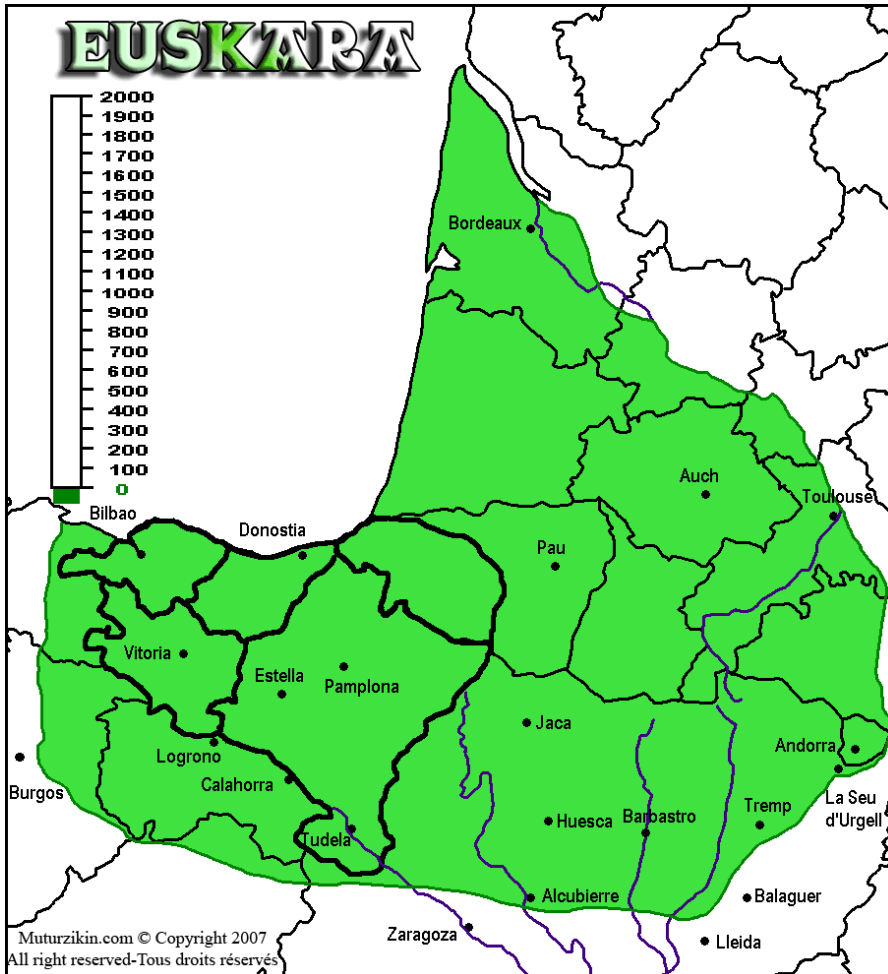 EUSKARA
2000
1900
1800
1700
1600
1500
1400
1300
1200
1100
1000
900
800
700
600
500
400
300
200
100
0
Bordeaux
Auch
Toulouse
Bilbao
Donostia
Pau
Vitoria
Estella
Pamplona
Jaca
Logrono
Andorra
Calahorra
Burgos
La Seu
d'Urgell
Tremp
Huesca
Barbastro
Tudela
Alcubierre
Balaguer
Zaragoza
Lleida
Muturzikin.com © Copyright 2007
All right reserved-Tous droits réservés